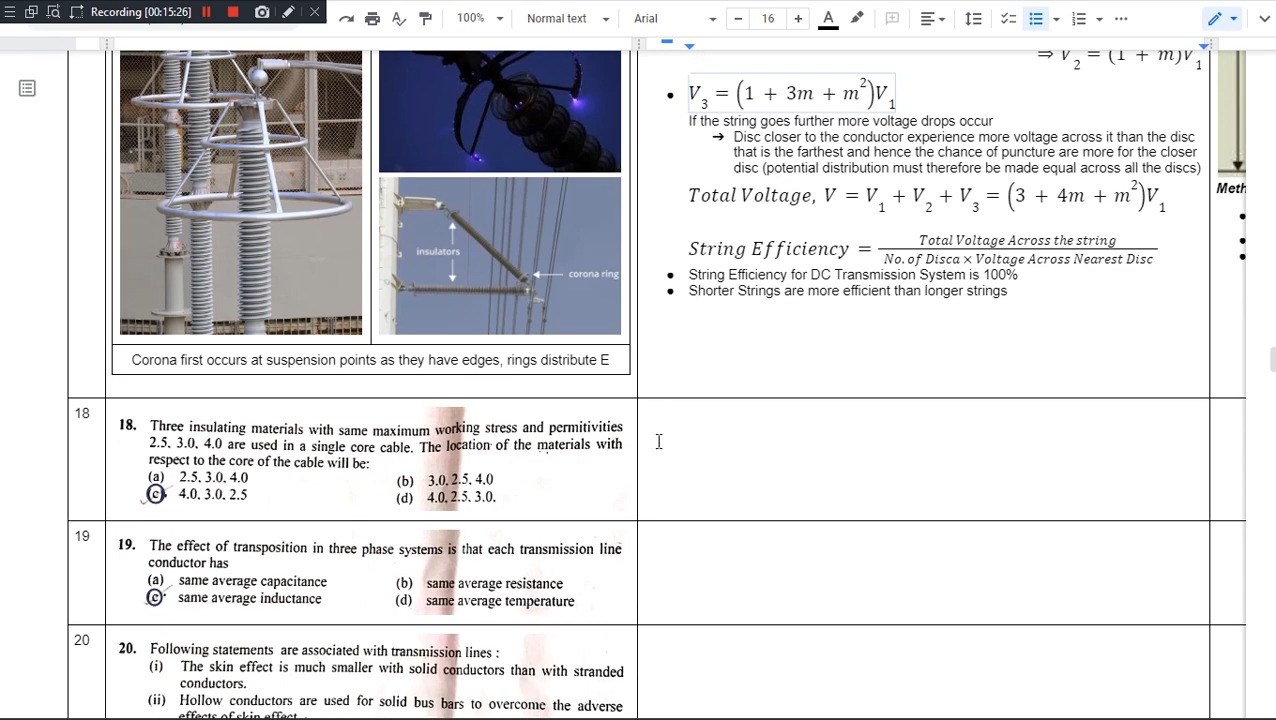 Recording [00:15:26]
100%
Normal text
Arial
16
A
insulators
corona ring
Corona first occurs at suspension points as they have edges, rings distribute E
⇒ V₂ = (1 + m)V₁
V₃ = (1 + 3m + m²)V₁
If the string goes further more voltage drops occur
➔ Disc closer to the conductor experience more voltage across it than the disc
that is the farthest and hence the chance of puncture are more for the closer
disc (potential distribution must therefore be made equal across all the discs)
Total Voltage, V = V₁ + V₂ + V₃ = (3 + 4m + m²)V₁
String Efficiency = Total Voltage Across the string / No. of Disca × Voltage Across Nearest Disc
● String Efficiency for DC Transmission System is 100%
● Shorter Strings are more efficient than longer strings
Meth
18
18. Three insulating materials with same maximum working stress and permitivities
2.5, 3.0, 4.0 are used in a single core cable. The location of the materials with
respect to the core of the cable will be:
(a) 2.5, 3.0, 4.0 (b) 3.0, 2.5, 4.0
(c) 4.0, 3.0, 2.5 (d) 4.0, 2.5, 3.0.
19
19. The effect of transposition in three phase systems is that each transmission line
conductor has
(a) same average capacitance (b) same average resistance
(c) same average inductance (d) same average temperature
20
20. Following statements are associated with transmission lines :
(i) The skin effect is much smaller with solid conductors than with stranded
conductors.
(ii) Hollow conductors are used for solid bus bars to overcome the adverse
effects of skin effect